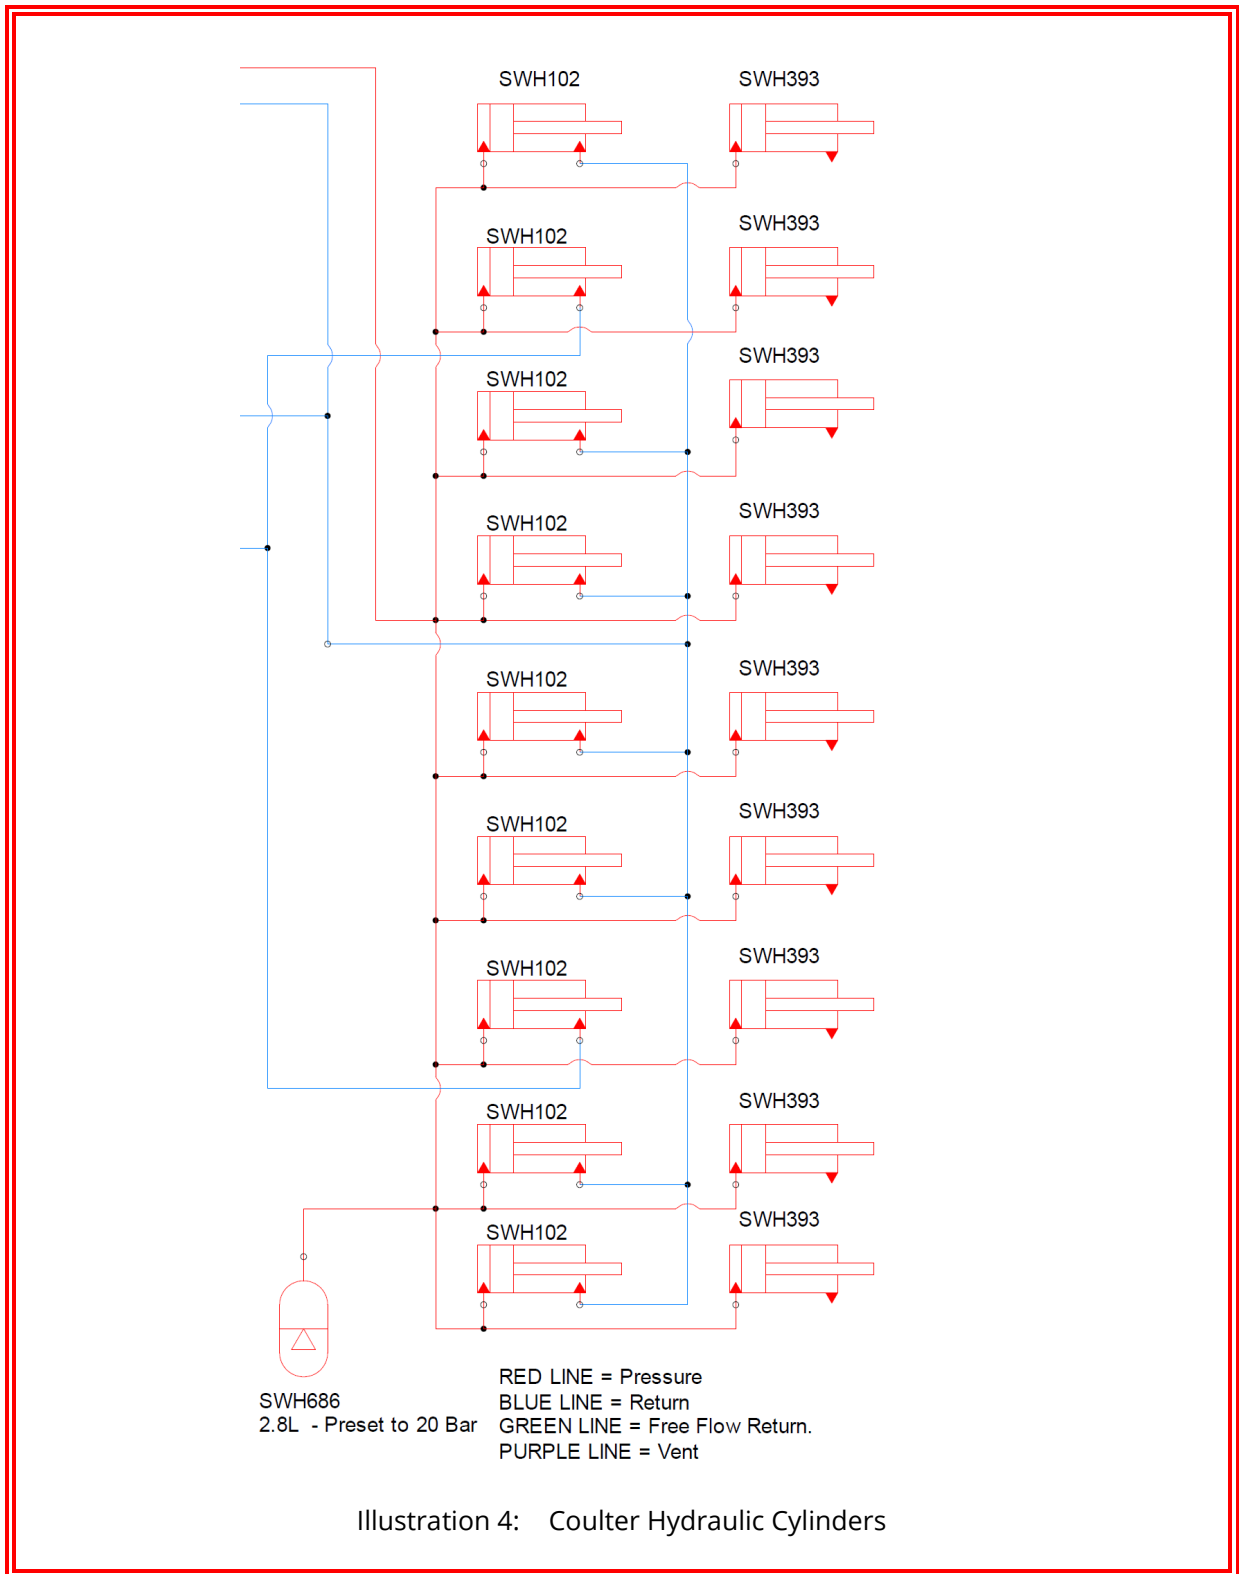 SWH102 SWH393
SWH393
SWH102
SWH393
SWH102
SWH393
SWH102
SWH393
SWH102
SWH393
SWH102
SWH393
SWH102
SWH393
SWH102
SWH393
SWH102
RED LINE = Pressure
SWH686
BLUE LINE = Return
2.8L - Preset to 20 Bar
GREEN LINE = Free Flow Return.
PURPLE LINE = Vent
Illustration 4: Coulter Hydraulic Cylinders